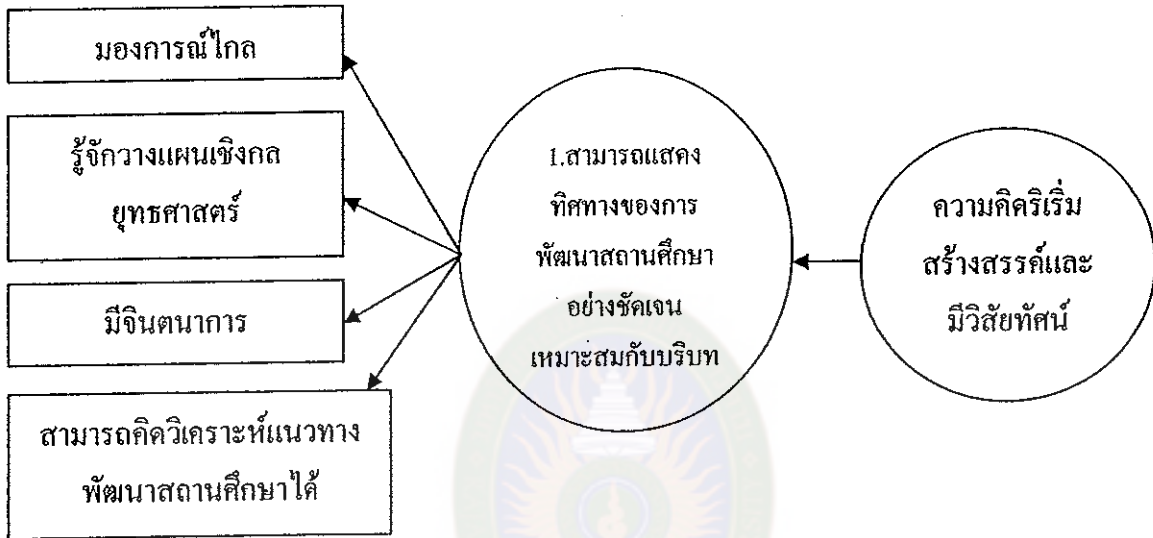 มองการณ์ไกล
รู้จักวางแผนเชิงกล
ยุทธศาสตร์
มีจินตนาการ
สามารถคิดวิเคราะห์แนวทาง
พัฒนาสถานศึกษาได้
1.สามารถแสดง
ทิศทางของการ
พัฒนาสถานศึกษา
อย่างชัดเจน
เหมาะสมกับบริบท
ความคิดริเริ่ม
สร้างสรรค์และ
มีวิสัยทัศน์